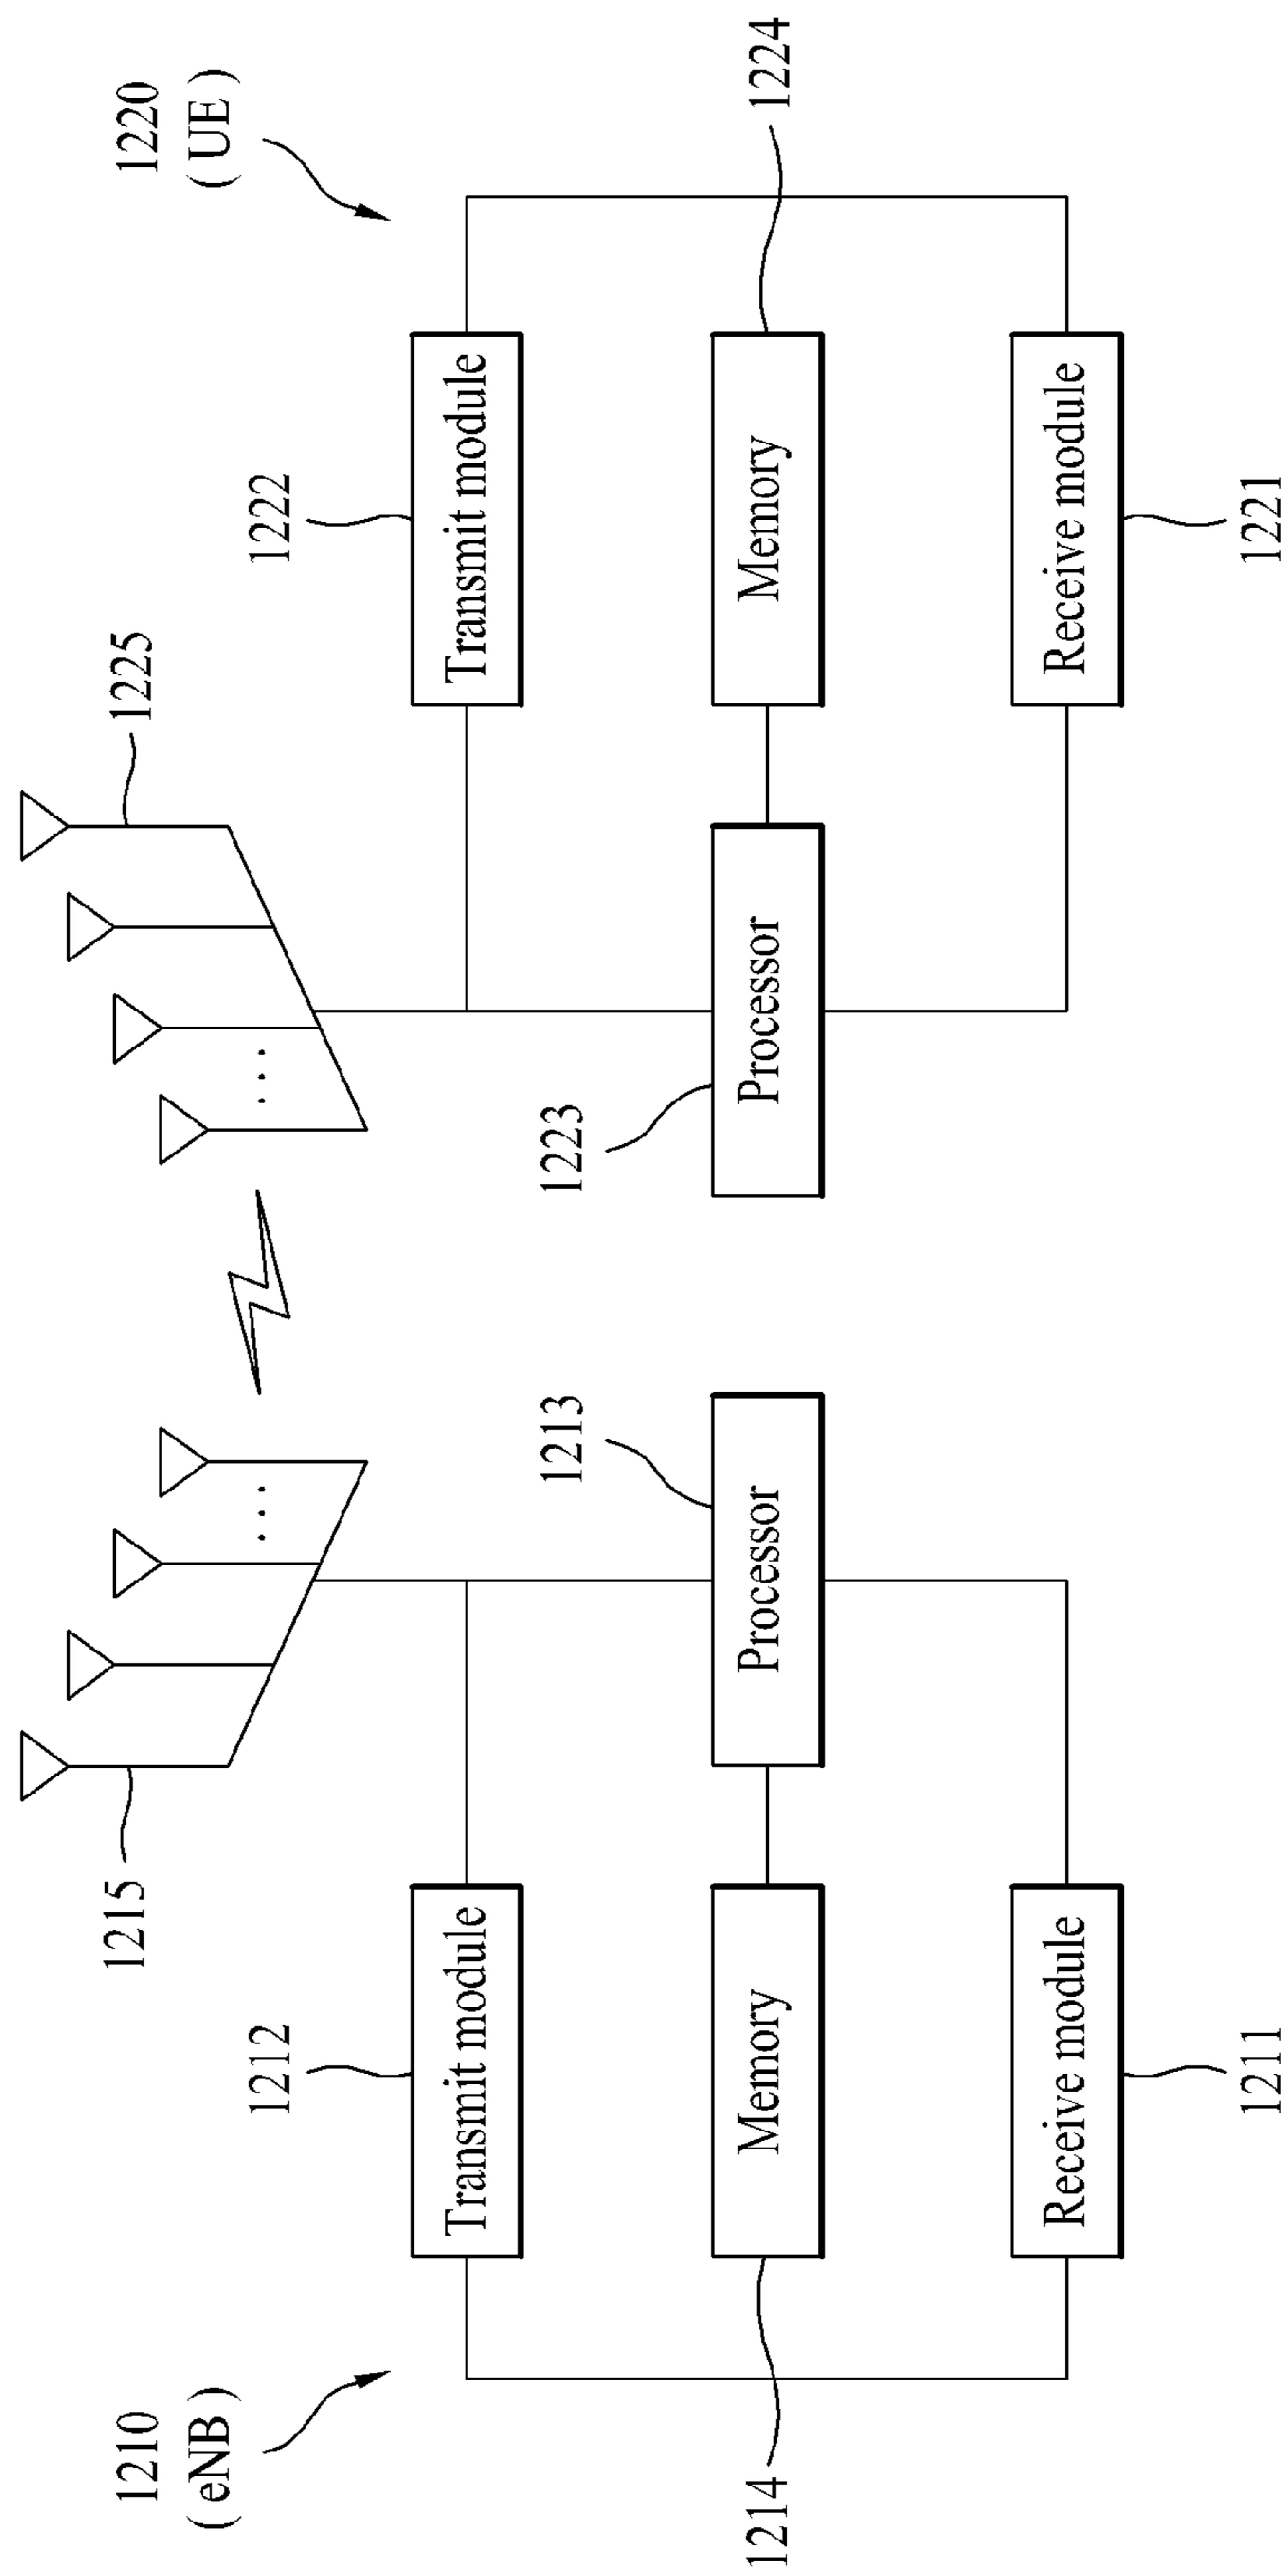 1210
( eNB )
1215
1212
Transmit module
1213
Memory
Processor
1214
Receive module
1211
1220
( UE )
1225
1222
Transmit module
1223
Processor
Memory
1224
Receive module
1221